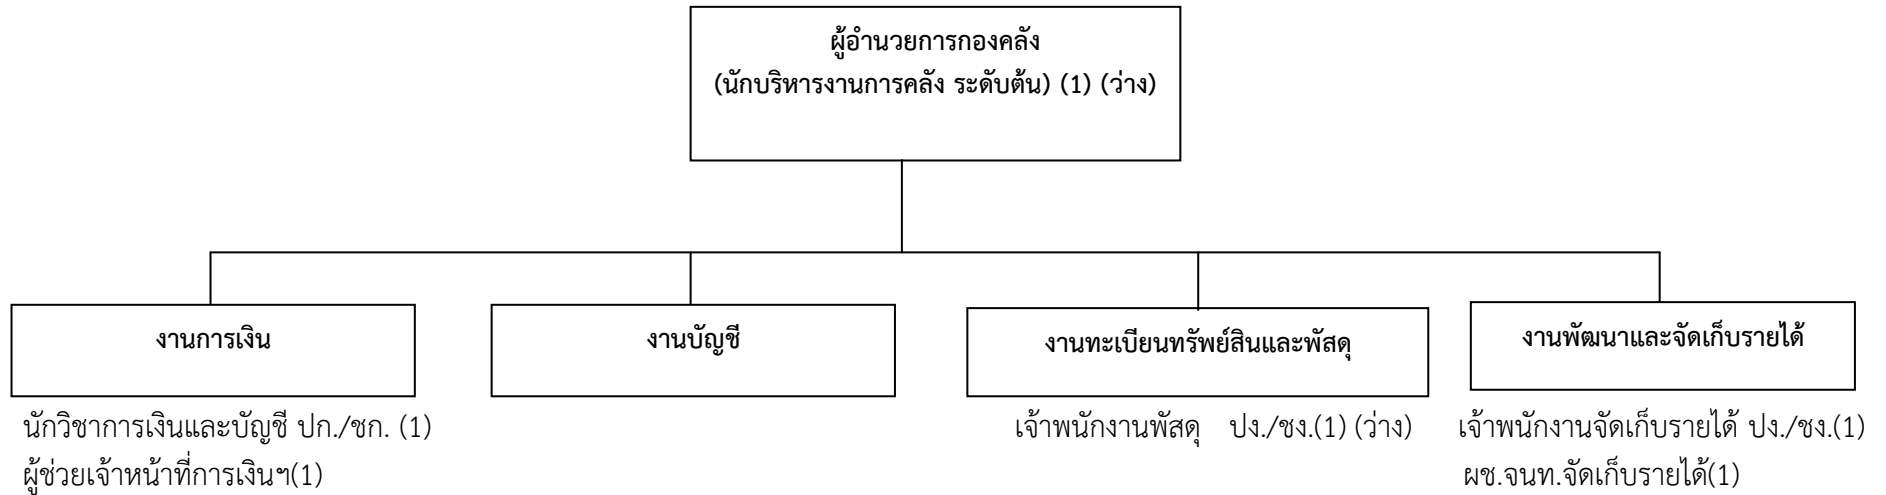 ผู้อำนวยการกองคลัง
(นักบริหารงานการคลัง ระดับต้น) (1) (ว่าง)
งานการเงิน
นักวิชาการเงินและบัญชี ปก./ชก. (1)
ผู้ช่วยเจ้าหน้าที่การเงินฯ(1)
งานบัญชี
งานทะเบียนทรัพย์สินและพัสดุ
เจ้าพนักงานพัสดุ ปง./ชง.(1) (ว่าง)
งานพัฒนาและจัดเก็บรายได้
เจ้าพนักงานจัดเก็บรายได้ ปง./ชง.(1)
ผช.จนท.จัดเก็บรายได้(1)